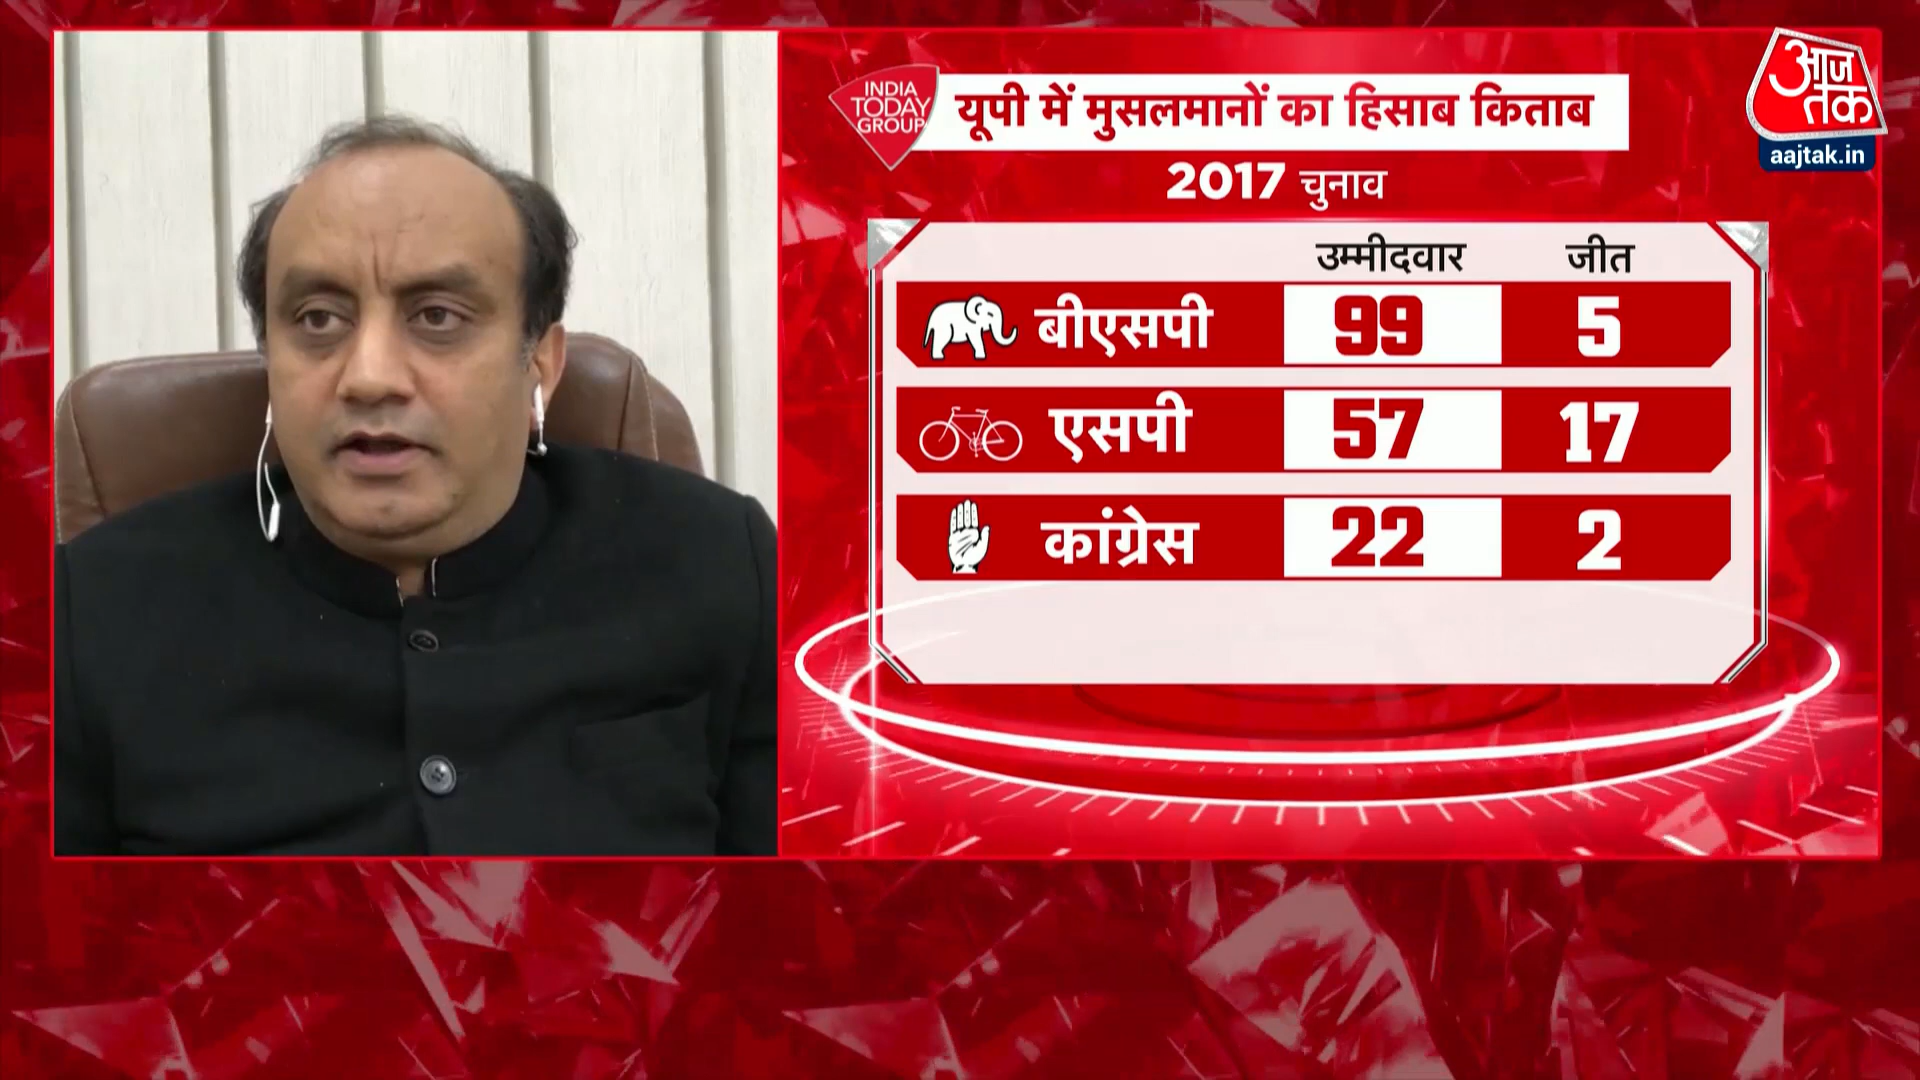 INDIA
TODAY
GROUP
यूपी में मुसलमानों का हिसाब किताब
आज
तक
aajtak.in
2017 चुनाव
उम्मीदवार जीत
बीएसपी 99 5
एसपी 57 17
कांग्रेस 22 2